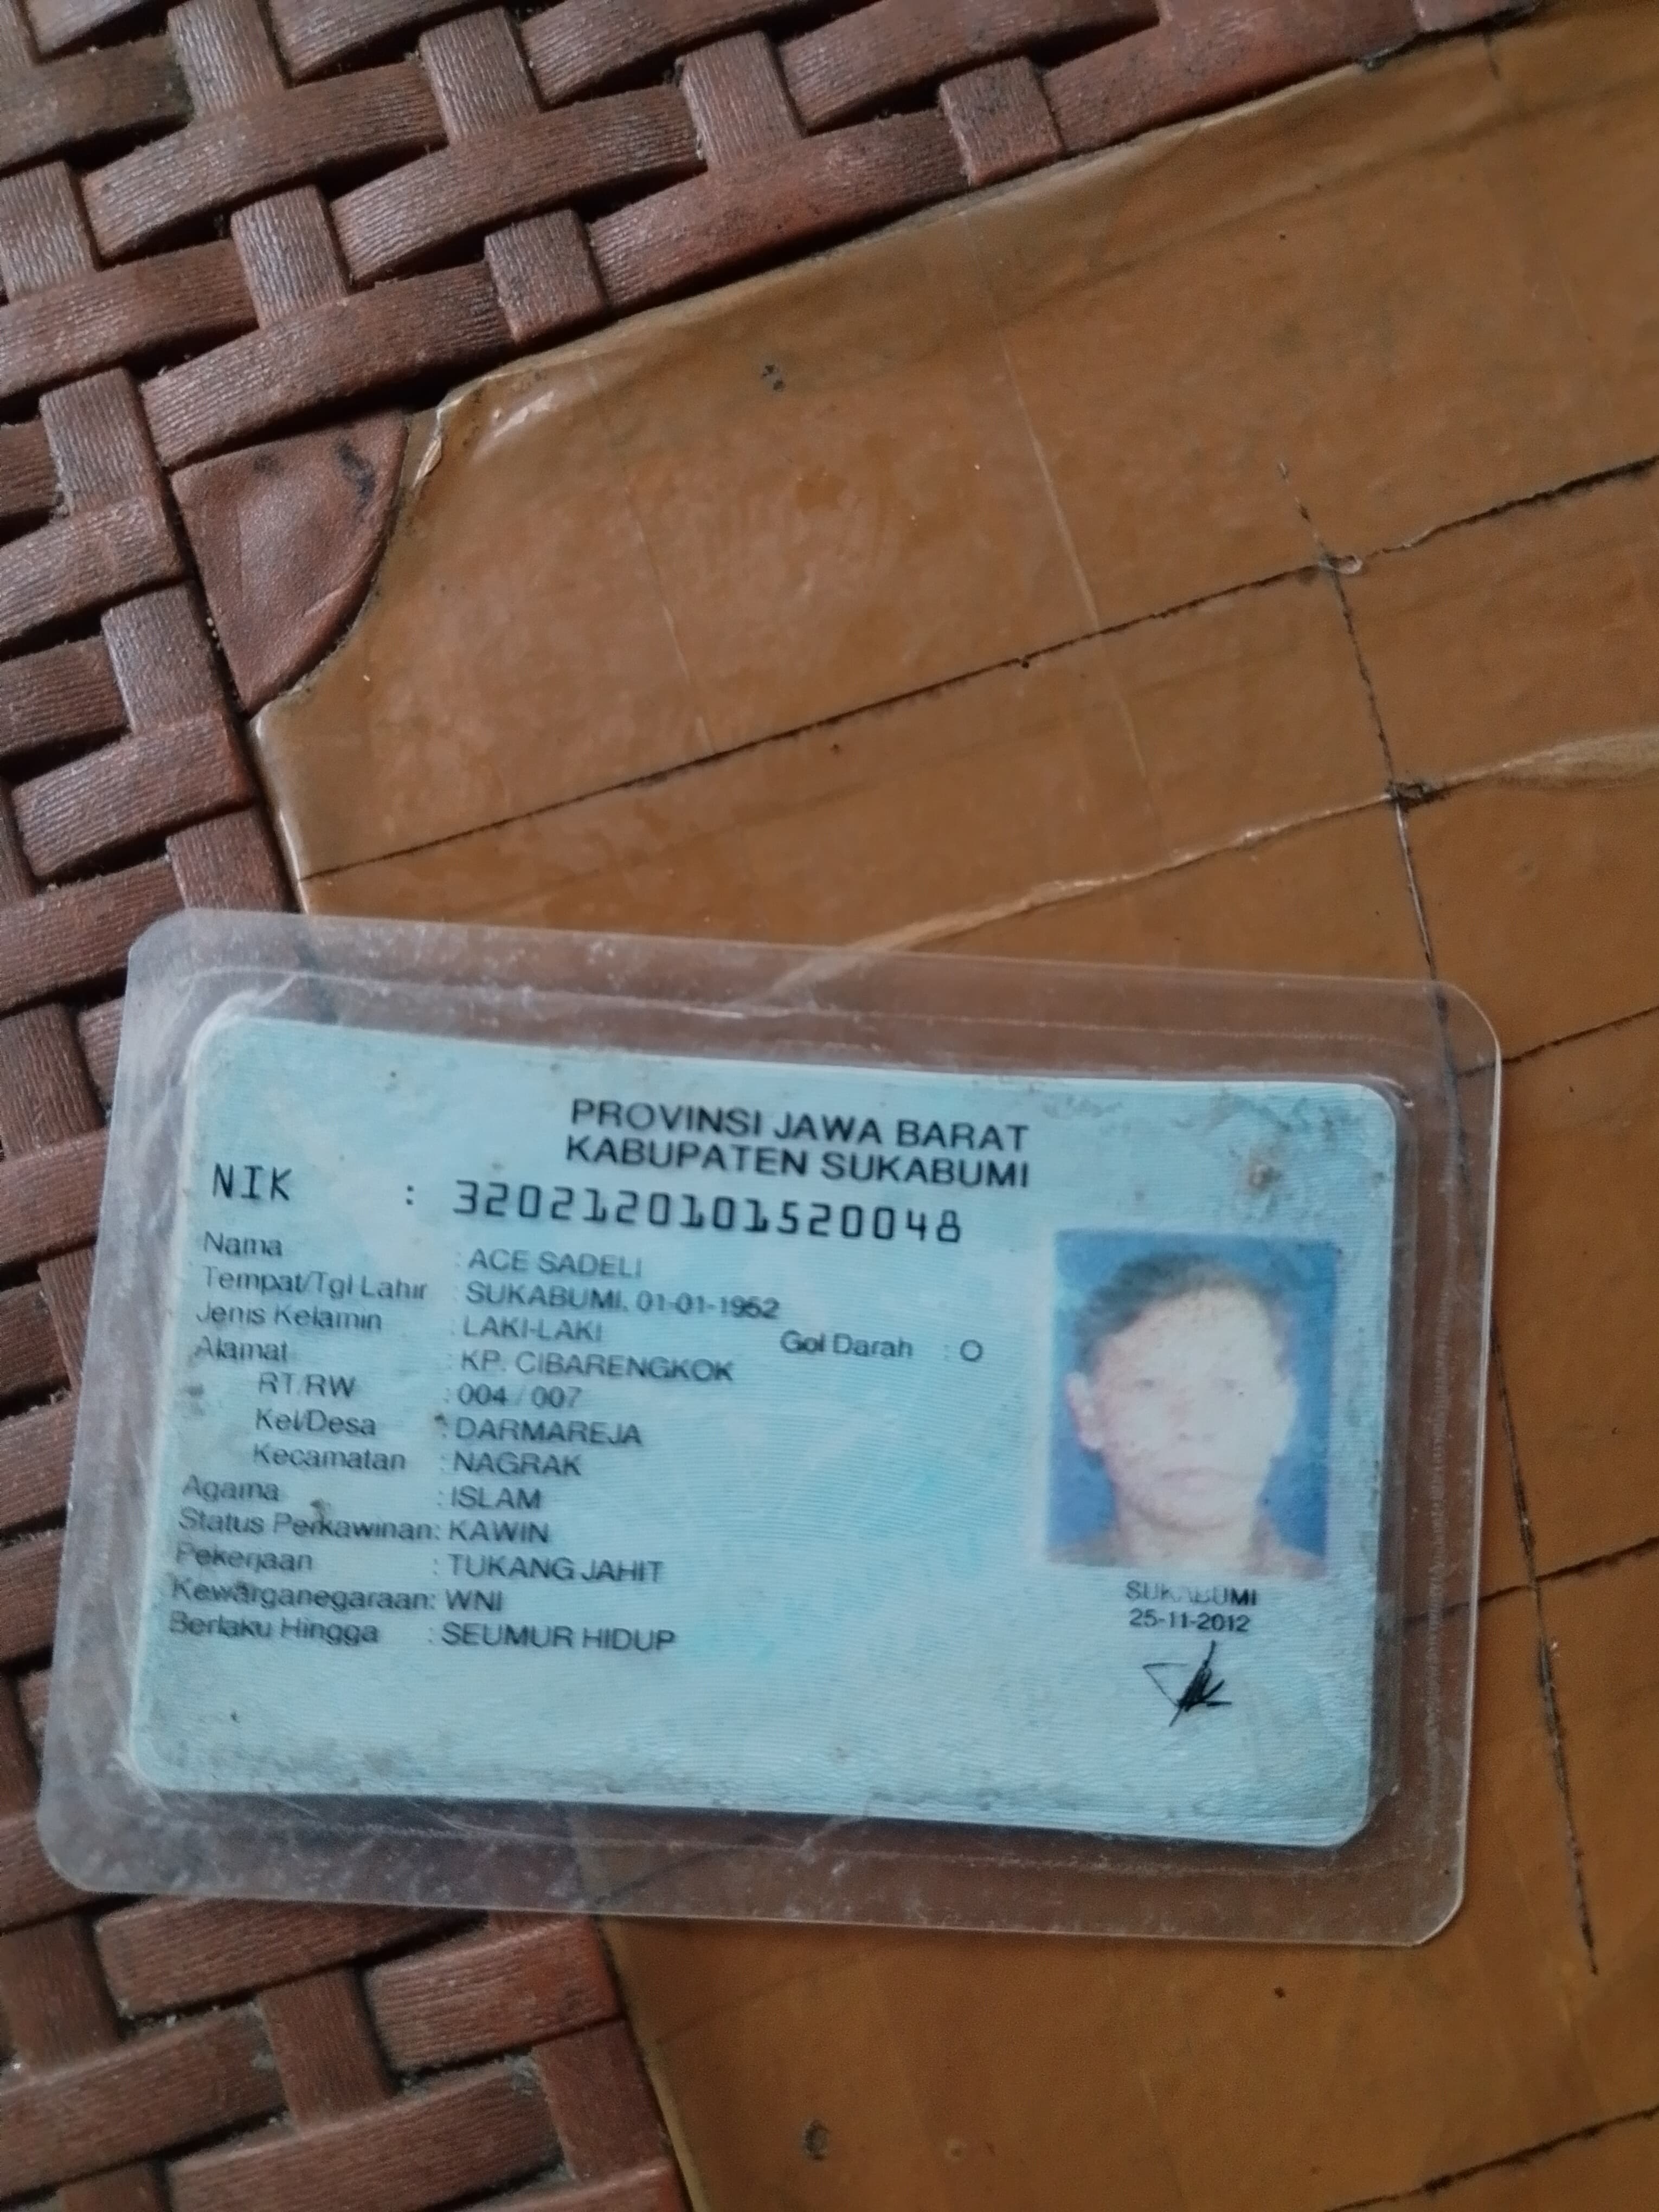 PROVINSI JAWA BARAT
KABUPATEN SUKABUMI
NIK : 3202120101520048
Nama : ACE SADELI
Tempat/Tgl Lahir : SUKABUMI, 01-01-1952
Jenis Kelamin : LAKI-LAKI Gol Darah : O
Alamat : KP. CIBARENGKOK
RT/RW : 004 / 007
Kel/Desa : DARMAREJA
Kecamatan : NAGRAK
Agama : ISLAM
Status Perkawinan: KAWIN
Pekerjaan : TUKANG JAHIT
Kewarganegaraan: WNI
Berlaku Hingga : SEUMUR HIDUP
SUKABUMI
25-11-2012